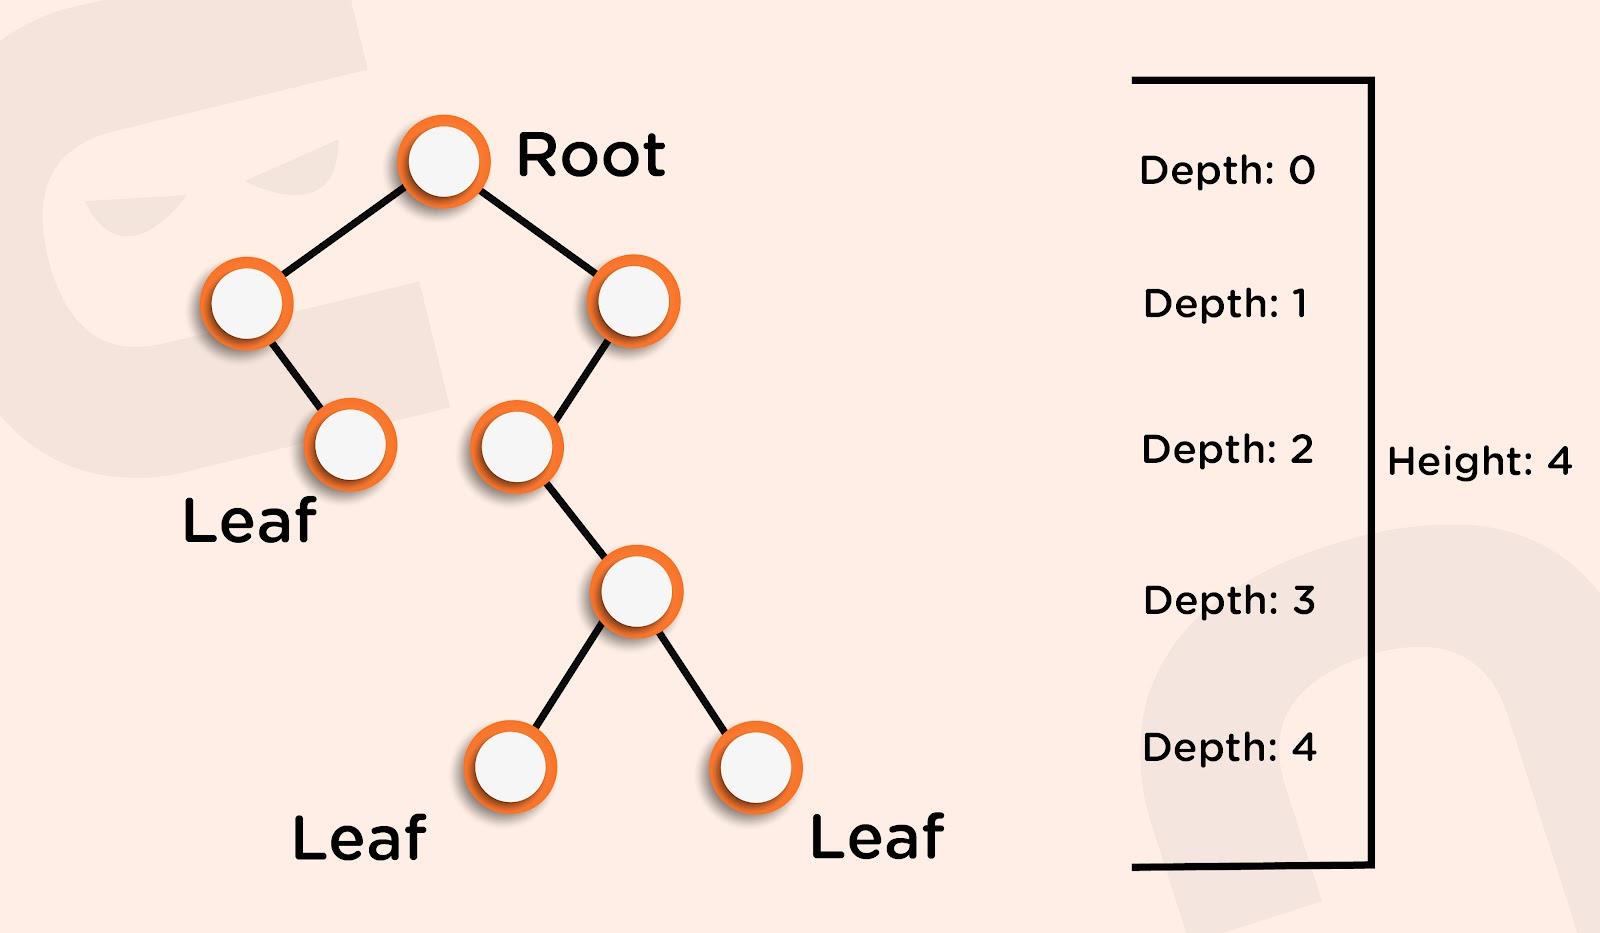 Root
Depth: 0
Depth: 1
Depth: 2
Height: 4
Leaf
Depth: 3
Depth: 4
Leaf
Leaf